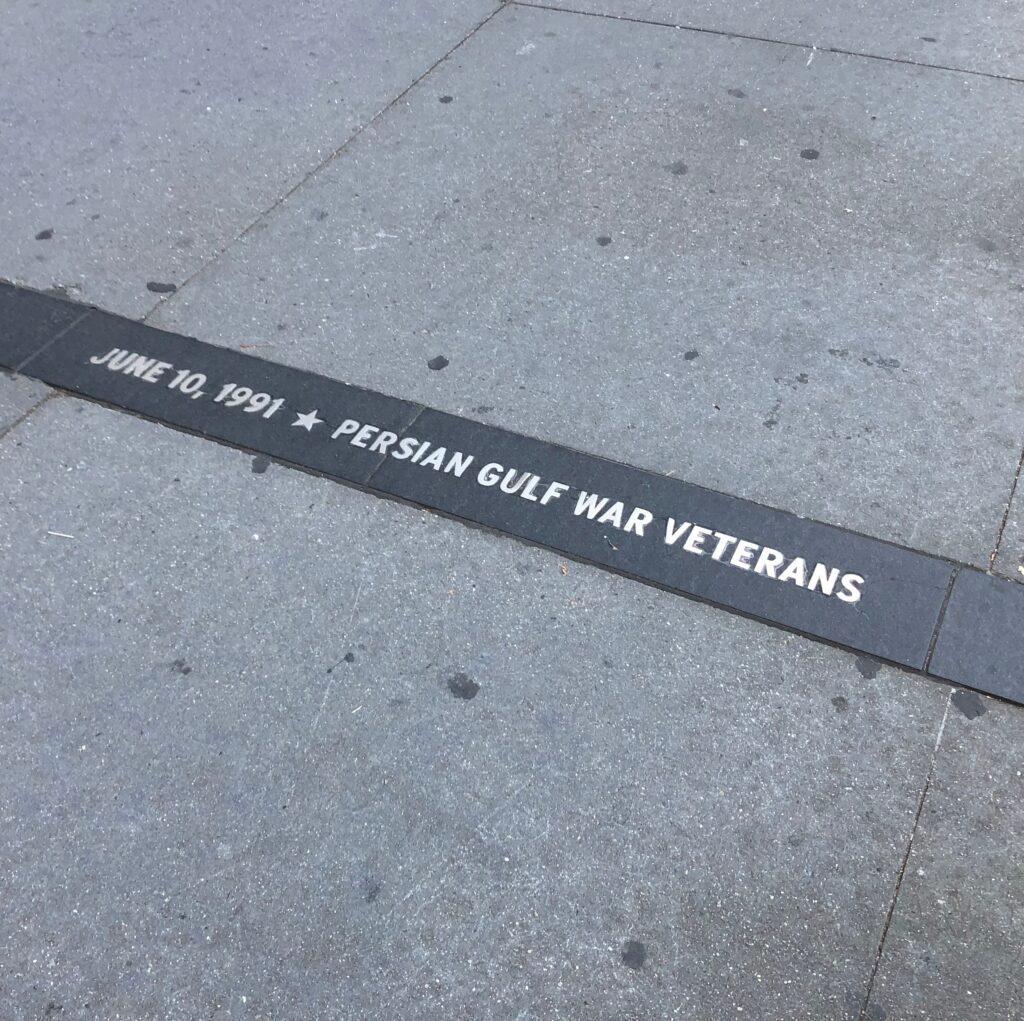 JUNE 10, 1991 ★ PERSIAN GULF WAR VETERANS